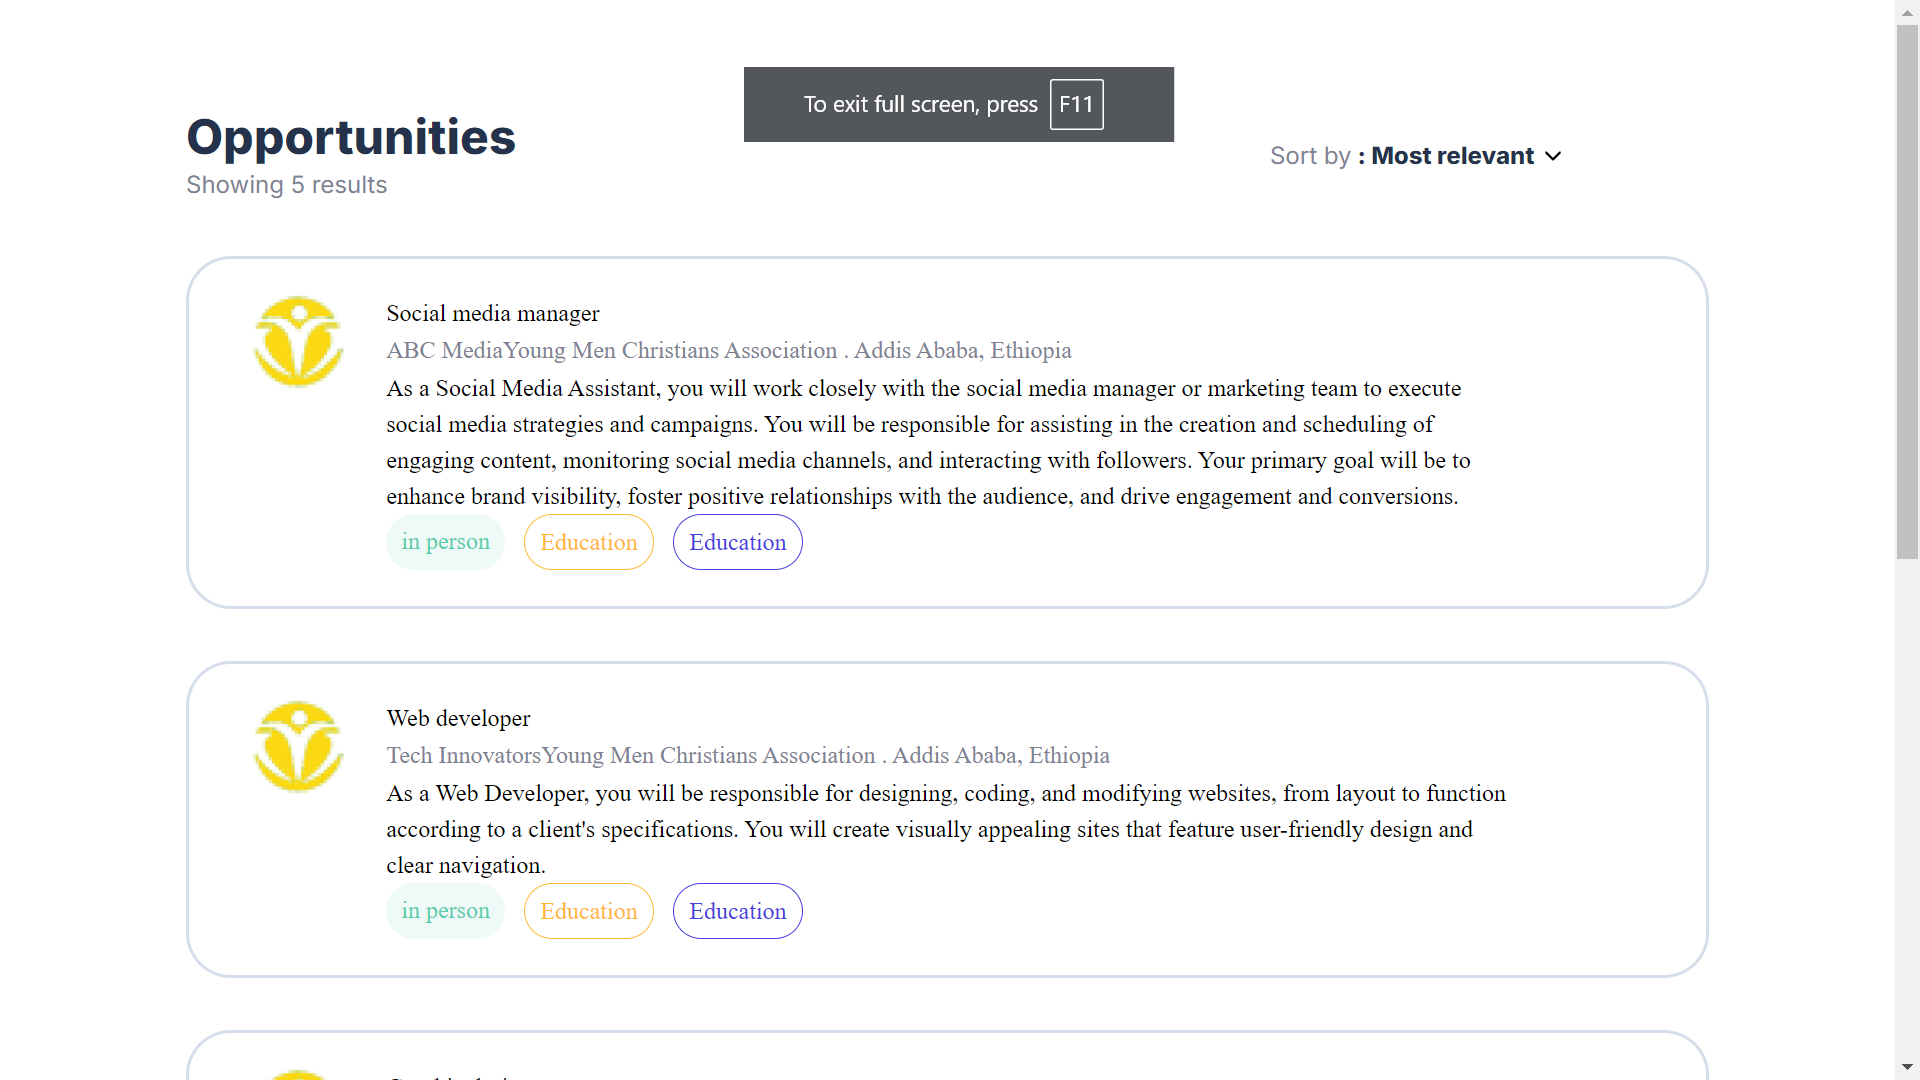 To exit full screen, press F11
Opportunities
Showing 5 results
Sort by : Most relevant
Social media manager
ABC MediaYoung Men Christians Association . Addis Ababa, Ethiopia
As a Social Media Assistant, you will work closely with the social media manager or marketing team to execute
social media strategies and campaigns. You will be responsible for assisting in the creation and scheduling of
engaging content, monitoring social media channels, and interacting with followers. Your primary goal will be to
enhance brand visibility, foster positive relationships with the audience, and drive engagement and conversions.
in person Education Education
Web developer
Tech InnovatorsYoung Men Christians Association . Addis Ababa, Ethiopia
As a Web Developer, you will be responsible for designing, coding, and modifying websites, from layout to function
according to a client's specifications. You will create visually appealing sites that feature user-friendly design and
clear navigation.
in person Education Education